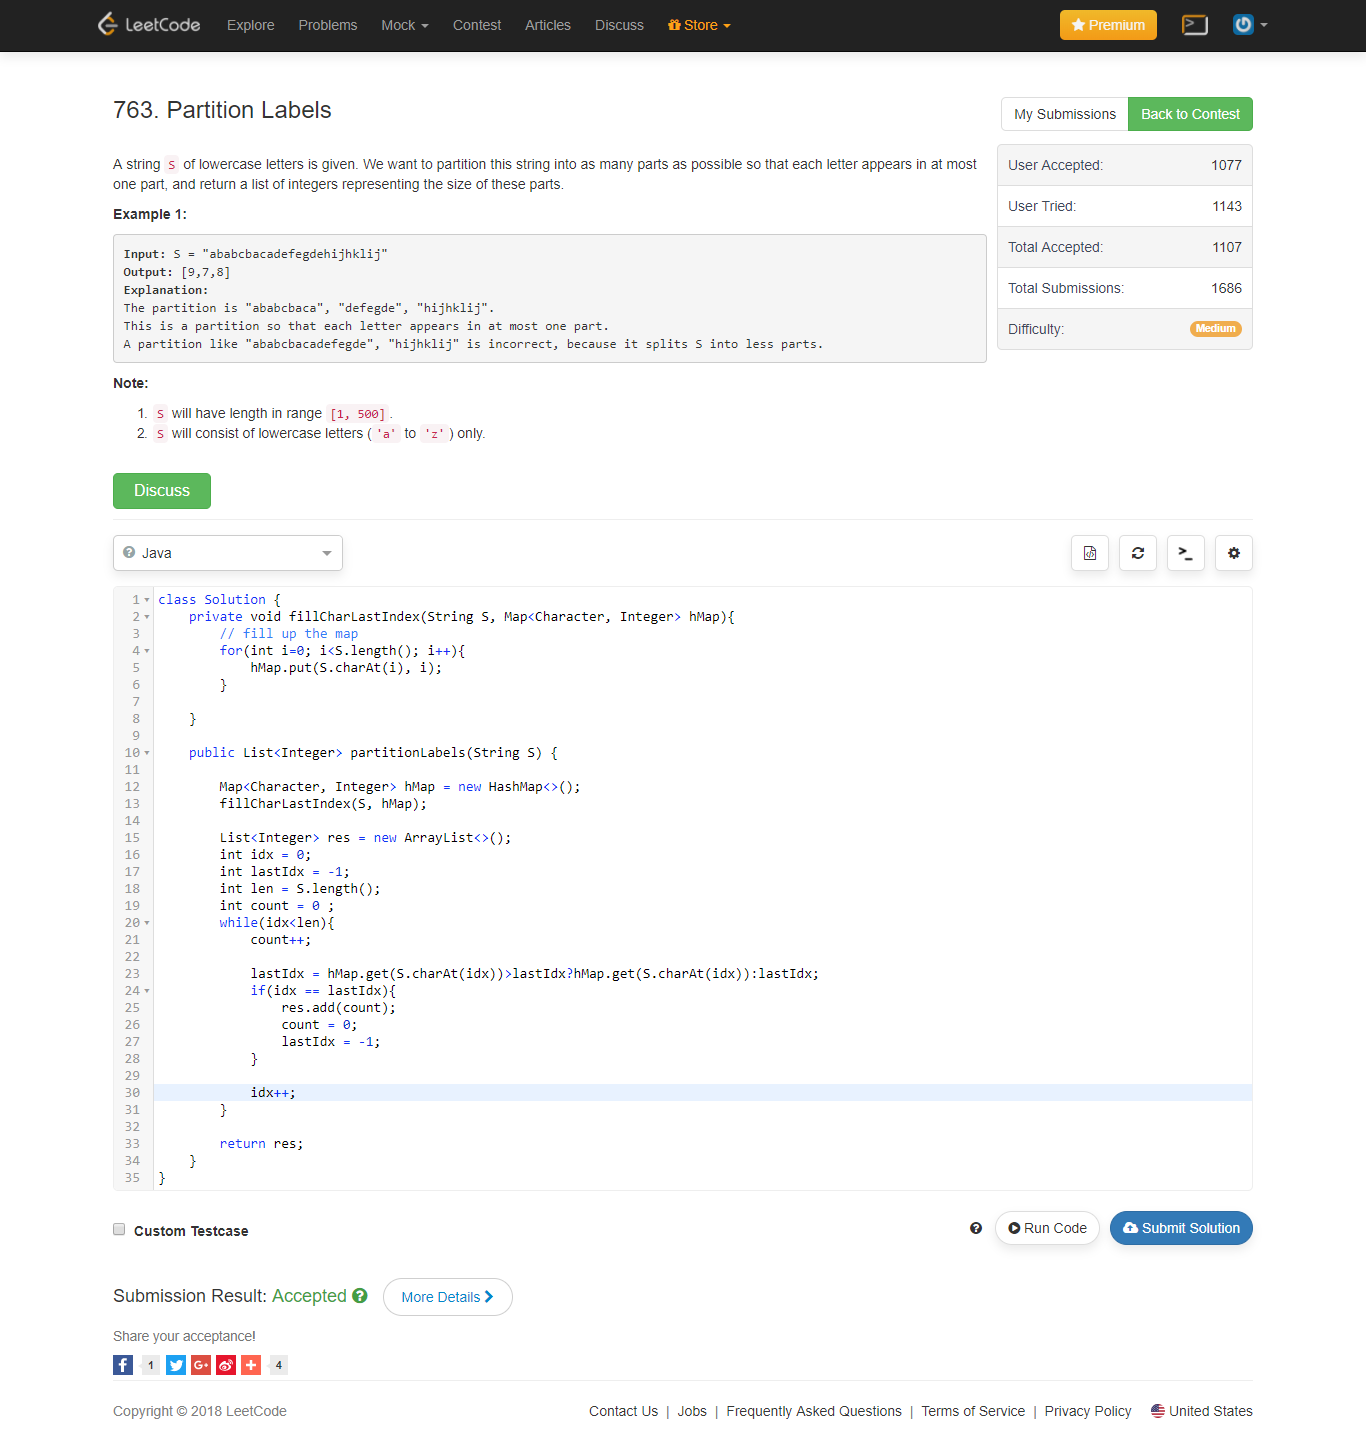 LeetCode Explore Problems Mock Contest Articles Discuss Store Premium
763. Partition Labels
My Submissions Back to Contest
A string S of lowercase letters is given. We want to partition this string into as many parts as possible so that each letter appears in at most
one part, and return a list of integers representing the size of these parts.
User Accepted: 1077
User Tried: 1143
Total Accepted: 1107
Total Submissions: 1686
Difficulty: Medium
Example 1:
Input: S = "ababcbacadefegdehijhklij"
Output: [9,7,8]
Explanation:
The partition is "ababcbaca", "defegde", "hijhklij".
This is a partition so that each letter appears in at most one part.
A partition like "ababcbacadefegde", "hijhklij" is incorrect, because it splits S into less parts.
Note:
1. S will have length in range [1, 500].
2. S will consist of lowercase letters ('a' to 'z') only.
Discuss
Java
1 class Solution {
2     private void fillCharLastIndex(String S, Map<Character, Integer> hMap){
3         // fill up the map
4         for(int i=0; i<S.length(); i++){
5             hMap.put(S.charAt(i), i);
6         }
7
8     }
9
10     public List<Integer> partitionLabels(String S) {
11
12         Map<Character, Integer> hMap = new HashMap<>();
13         fillCharLastIndex(S, hMap);
14
15         List<Integer> res = new ArrayList<>();
16         int idx = 0;
17         int lastIdx = -1;
18         int len = S.length();
19         int count = 0 ;
20         while(idx<len){
21             count++;
22
23             lastIdx = hMap.get(S.charAt(idx))>lastIdx?hMap.get(S.charAt(idx)):lastIdx;
24             if(idx == lastIdx){
25                 res.add(count);
26                 count = 0;
27                 lastIdx = -1;
28             }
29
30             idx++;
31         }
32
33         return res;
34     }
35 }
Custom Testcase
Run Code Submit Solution
Submission Result: Accepted More Details
Share your acceptance!
1 4
Copyright © 2018 LeetCode
Contact Us | Jobs | Frequently Asked Questions | Terms of Service | Privacy Policy United States